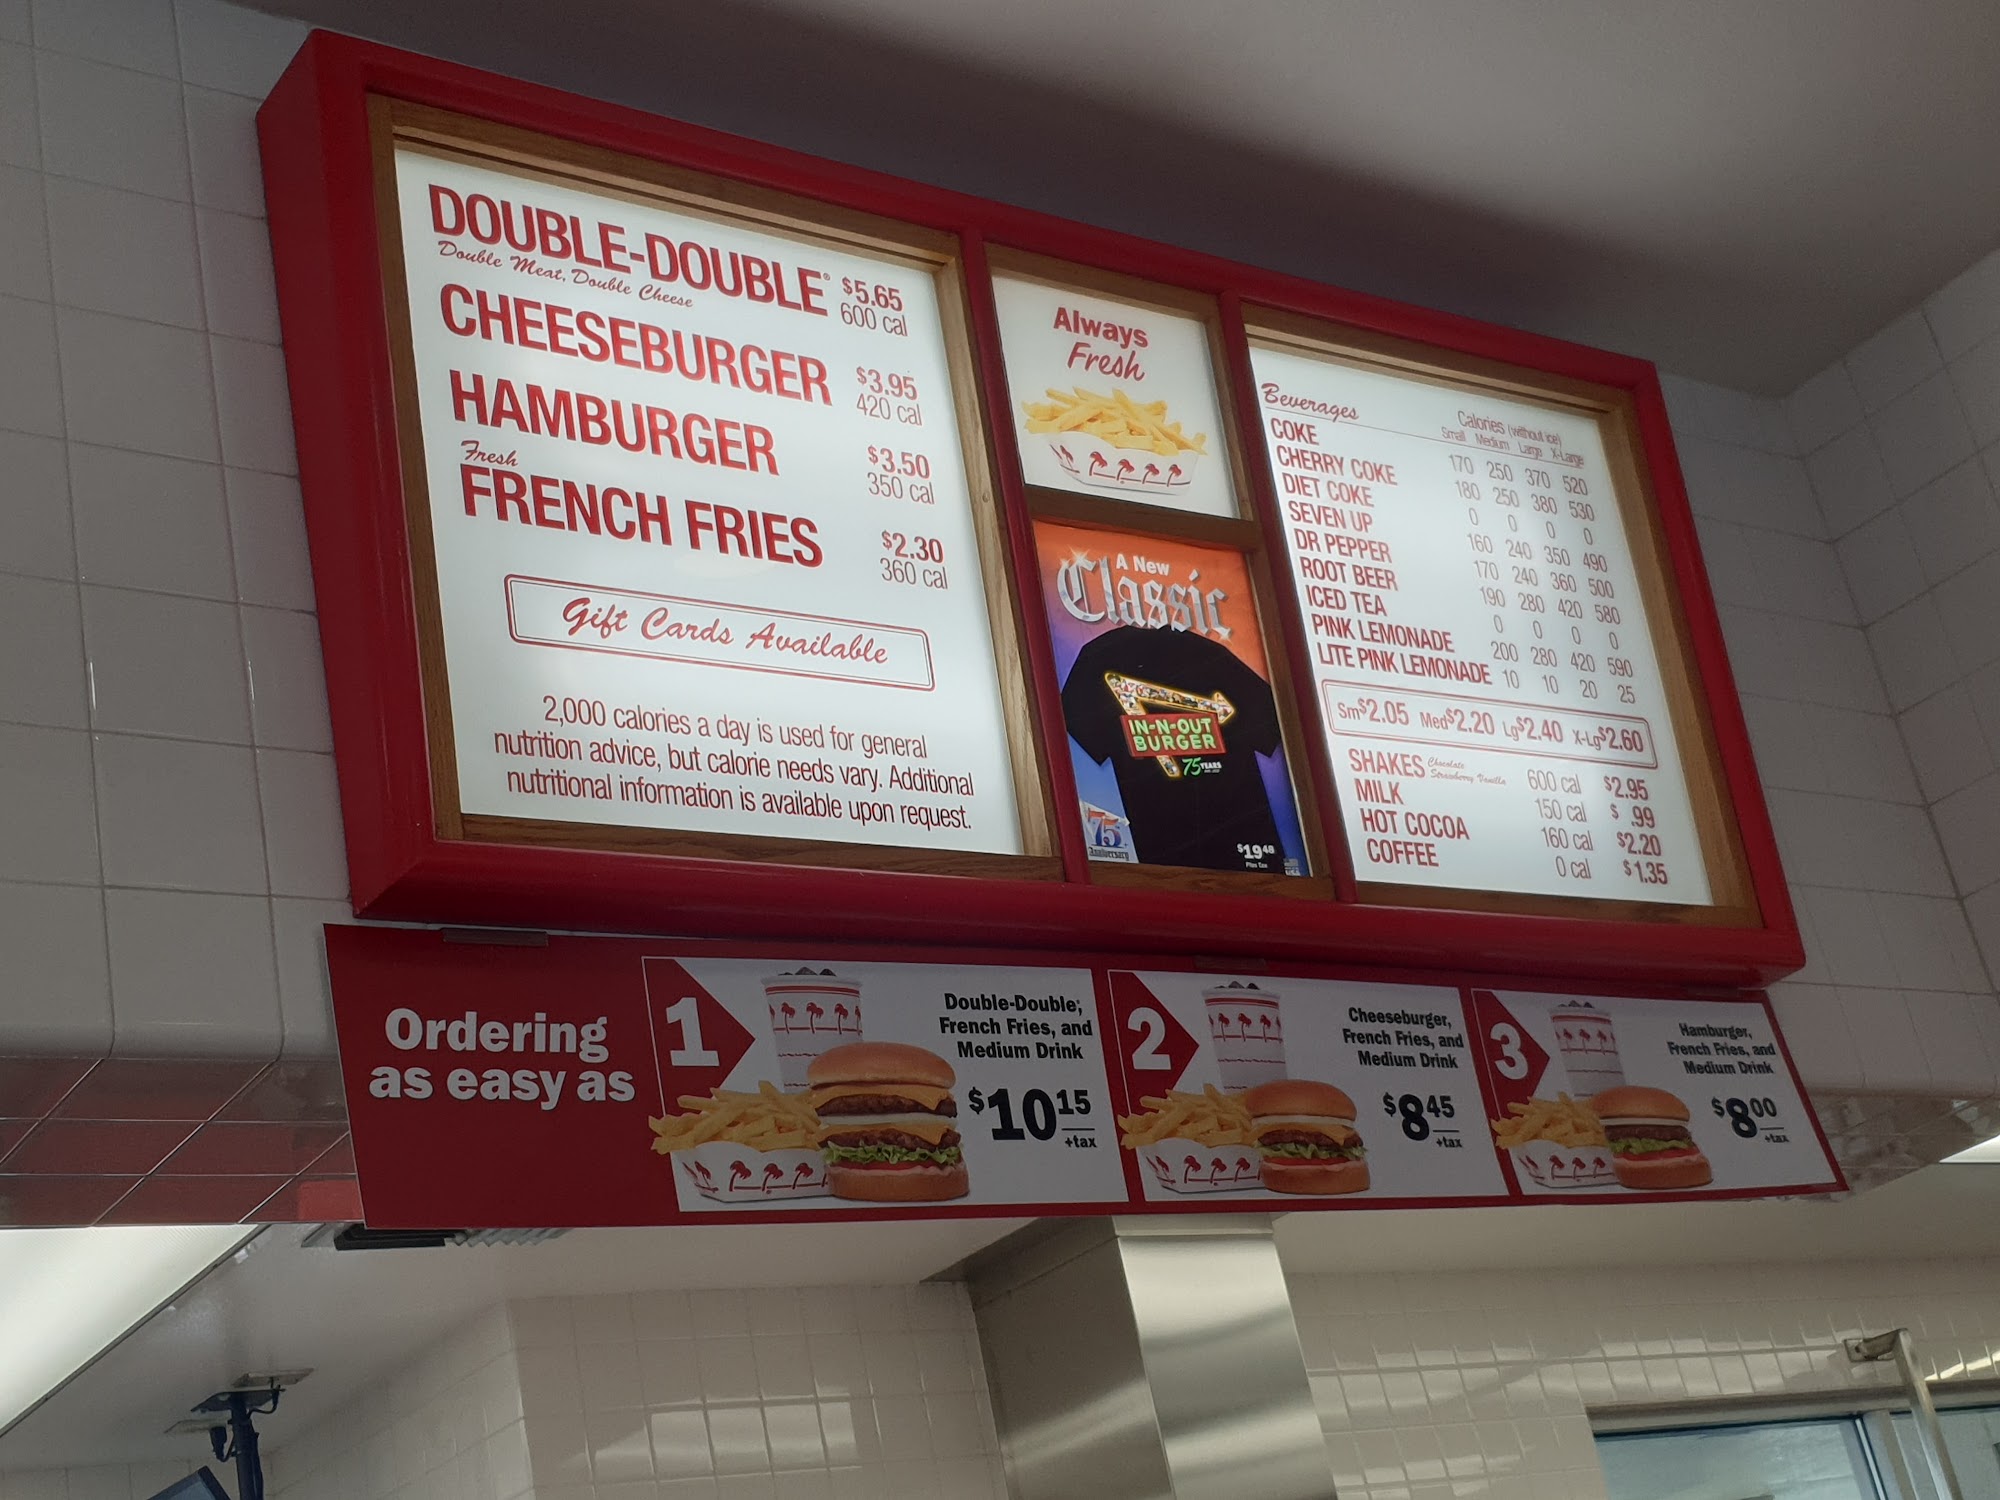 DOUBLE-DOUBLE® $5.65
Double Meat, Double Cheese 600 cal
CHEESEBURGER $3.95
420 cal
HAMBURGER $3.50
350 cal
Fresh
FRENCH FRIES $2.30
360 cal
Gift Cards Available
2,000 calories a day is used for general
nutrition advice, but calorie needs vary. Additional
nutritional information is available upon request.
Always
Fresh
A New
Classic
IN-N-OUT
BURGER
75 YEARS
75
Anniversary
$19.48
Plus Tax
Beverages Calories (without ice)
Small Medium Large X-Large
COKE 170 250 370 520
CHERRY COKE 180 250 380 530
DIET COKE 0 0 0 0
SEVEN UP 160 240 350 490
DR PEPPER 170 240 360 500
ROOT BEER 190 280 420 580
ICED TEA 0 0 0 0
PINK LEMONADE 200 280 420 590
LITE PINK LEMONADE 10 10 20 25
Sm$2.05 Med$2.20 Lg$2.40 X-Lg$2.60
SHAKES Chocolate Strawberry Vanilla 600 cal $2.95
MILK 150 cal $ .99
HOT COCOA 160 cal $2.20
COFFEE 0 cal $1.35
Ordering
as easy as
1
Double-Double,®
French Fries, and
Medium Drink
$10.15
+tax
2
Cheeseburger,
French Fries, and
Medium Drink
$8.45
+tax
3
Hamburger,
French Fries, and
Medium Drink
$8.00
+tax